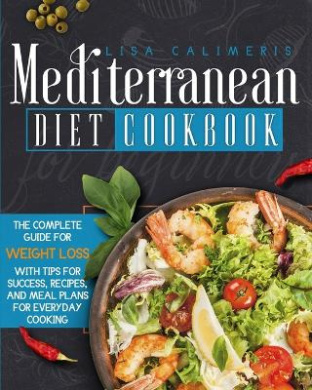 LISA CALIMERIS
Mediterranean
DIET COOKBOOK
for beginners
THE COMPLETE
GUIDE FOR
WEIGHT LOSS
WITH TIPS FOR
SUCCESS, RECIPES,
AND MEAL PLANS
FOR EVERYDAY
COOKING